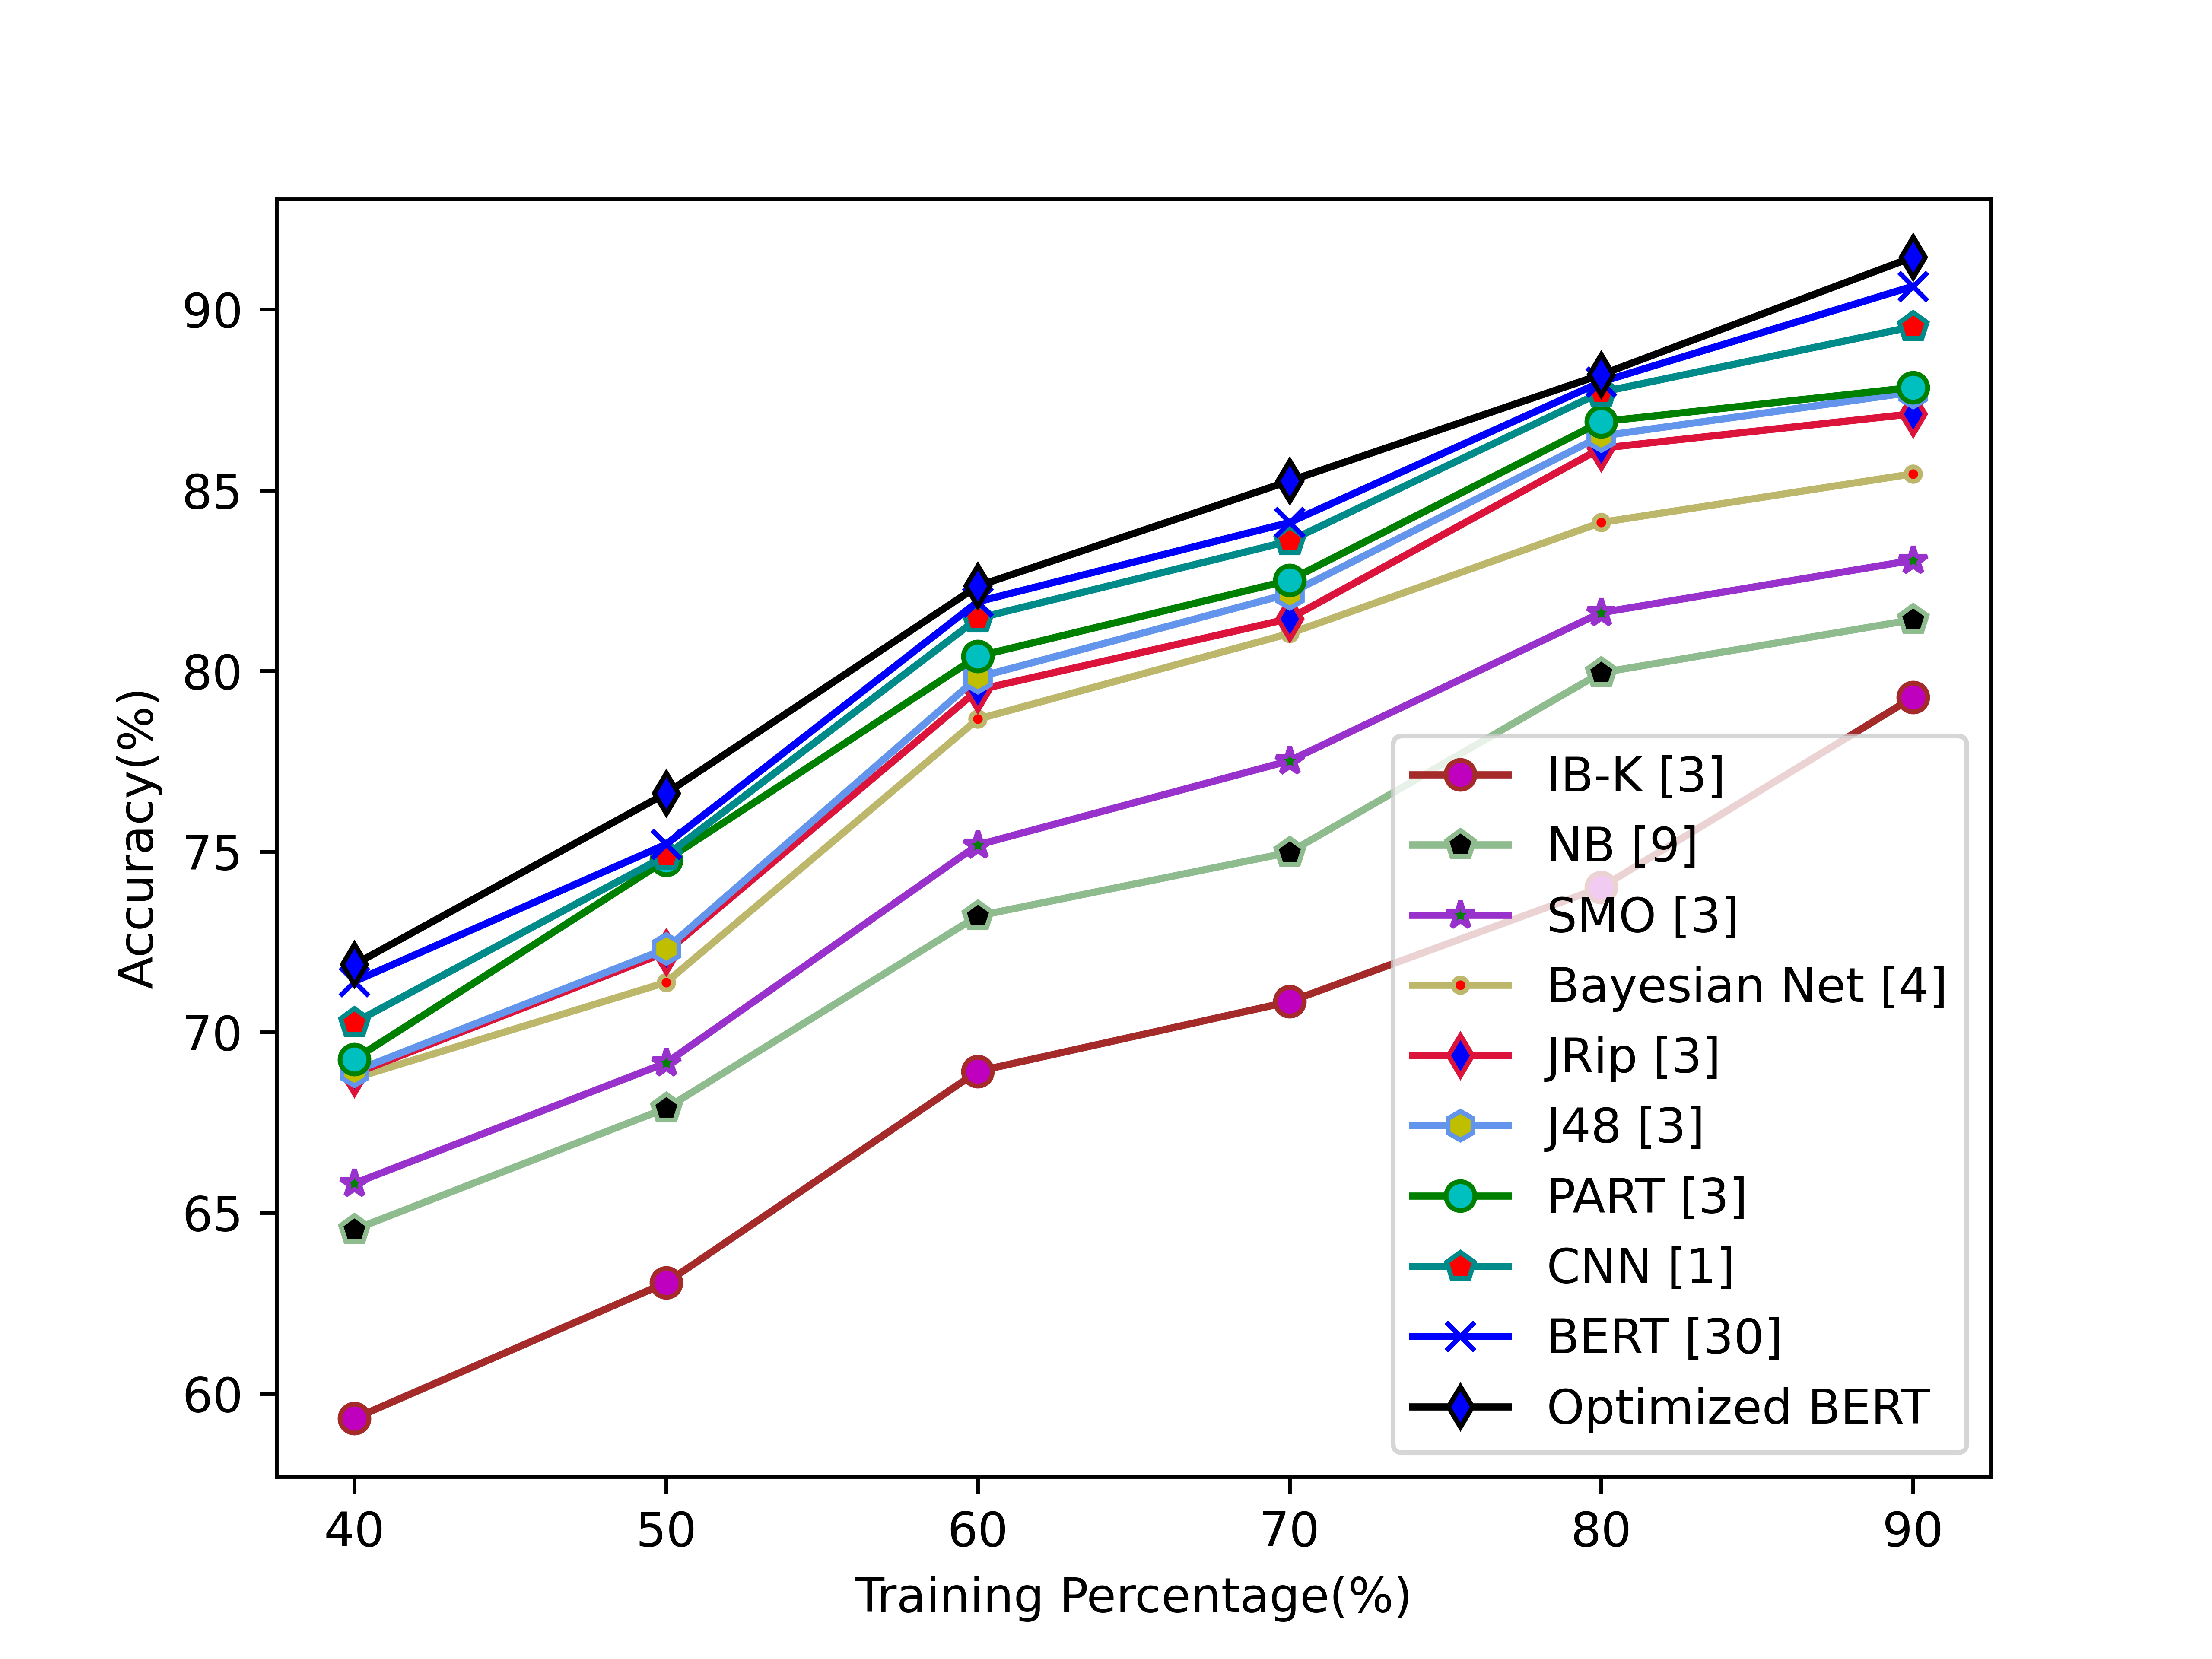 90
85
80
75
70
65
60
Accuracy(%)
IB-K [3]
NB [9]
SMO [3]
Bayesian Net [4]
JRip [3]
J48 [3]
PART [3]
CNN [1]
BERT [30]
Optimized BERT
40 50 60 70 80 90
Training Percentage(%)